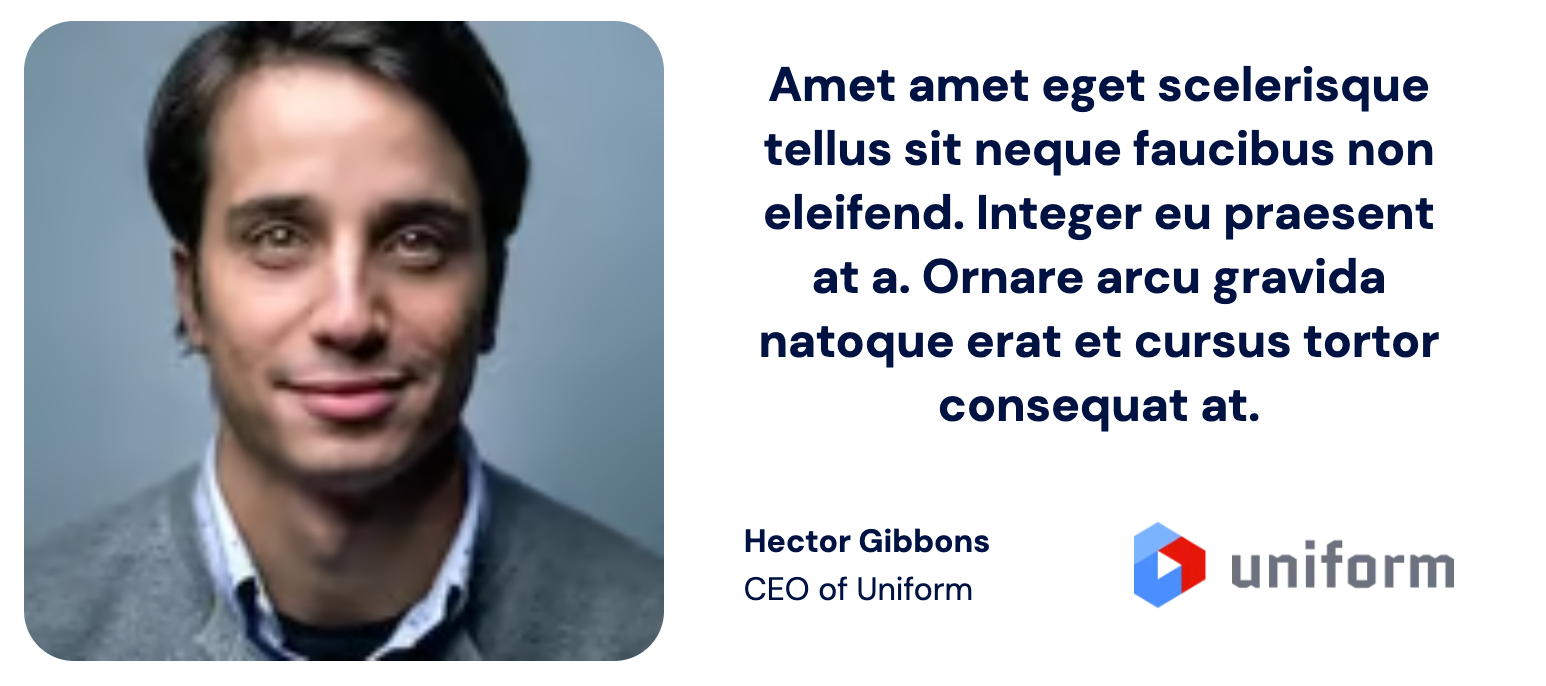 Amet amet eget scelerisque
tellus sit neque faucibus non
eleifend. Integer eu praesent
at a. Ornare arcu gravida
natoque erat et cursus tortor
consequat at.
Hector Gibbons
CEO of Uniform
uniform